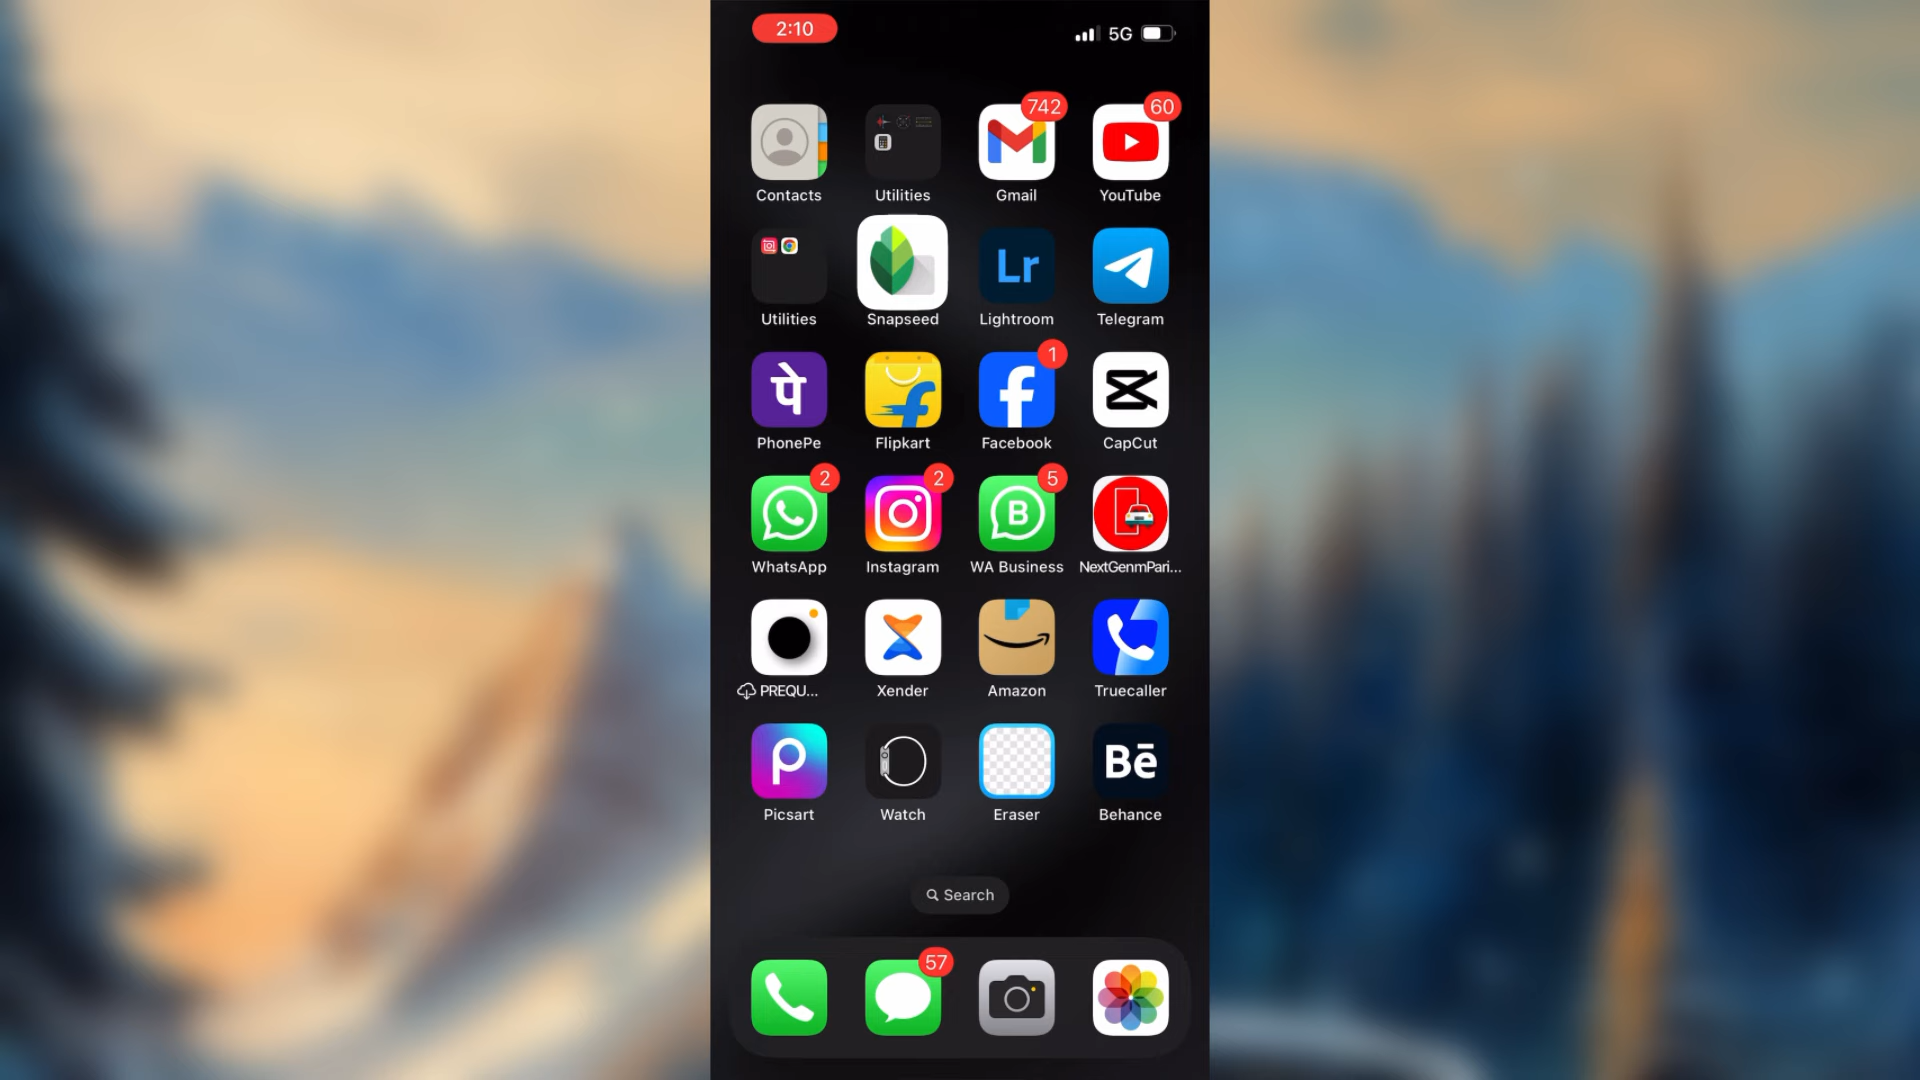 2:10 5G
742 60
Contacts Utilities Gmail YouTube
Lr
Utilities Snapseed Lightroom Telegram
1
पे f f
PhonePe Flipkart Facebook CapCut
2 2 5
B
WhatsApp Instagram WA Business NextGenmPari...
PREQU... Xender Amazon Truecaller
P Bē
Picsart Watch Eraser Behance
Search
57